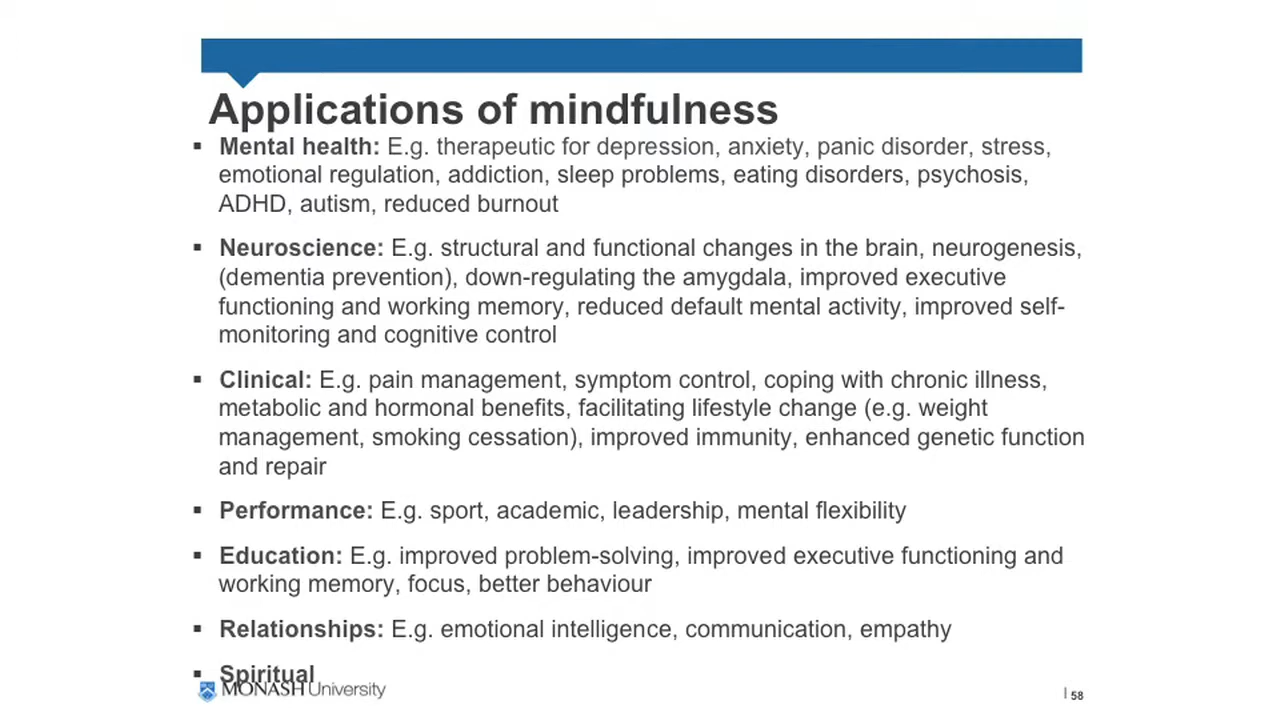 Applications of mindfulness
▪ Mental health: E.g. therapeutic for depression, anxiety, panic disorder, stress,
emotional regulation, addiction, sleep problems, eating disorders, psychosis,
ADHD, autism, reduced burnout
▪ Neuroscience: E.g. structural and functional changes in the brain, neurogenesis,
(dementia prevention), down-regulating the amygdala, improved executive
functioning and working memory, reduced default mental activity, improved self-
monitoring and cognitive control
▪ Clinical: E.g. pain management, symptom control, coping with chronic illness,
metabolic and hormonal benefits, facilitating lifestyle change (e.g. weight
management, smoking cessation), improved immunity, enhanced genetic function
and repair
▪ Performance: E.g. sport, academic, leadership, mental flexibility
▪ Education: E.g. improved problem-solving, improved executive functioning and
working memory, focus, better behaviour
▪ Relationships: E.g. emotional intelligence, communication, empathy
▪ Spiritual
MONASH University
| 58